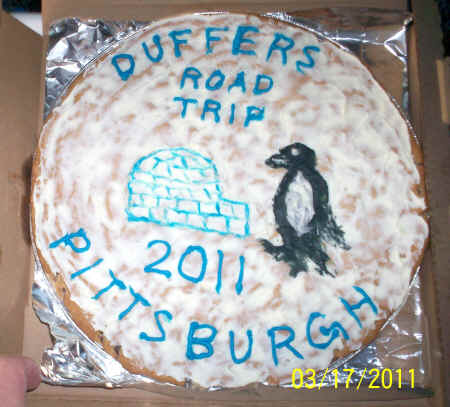 DUFFERS
ROAD
TRIP
2011
PITTSBURGH
03/17/2011